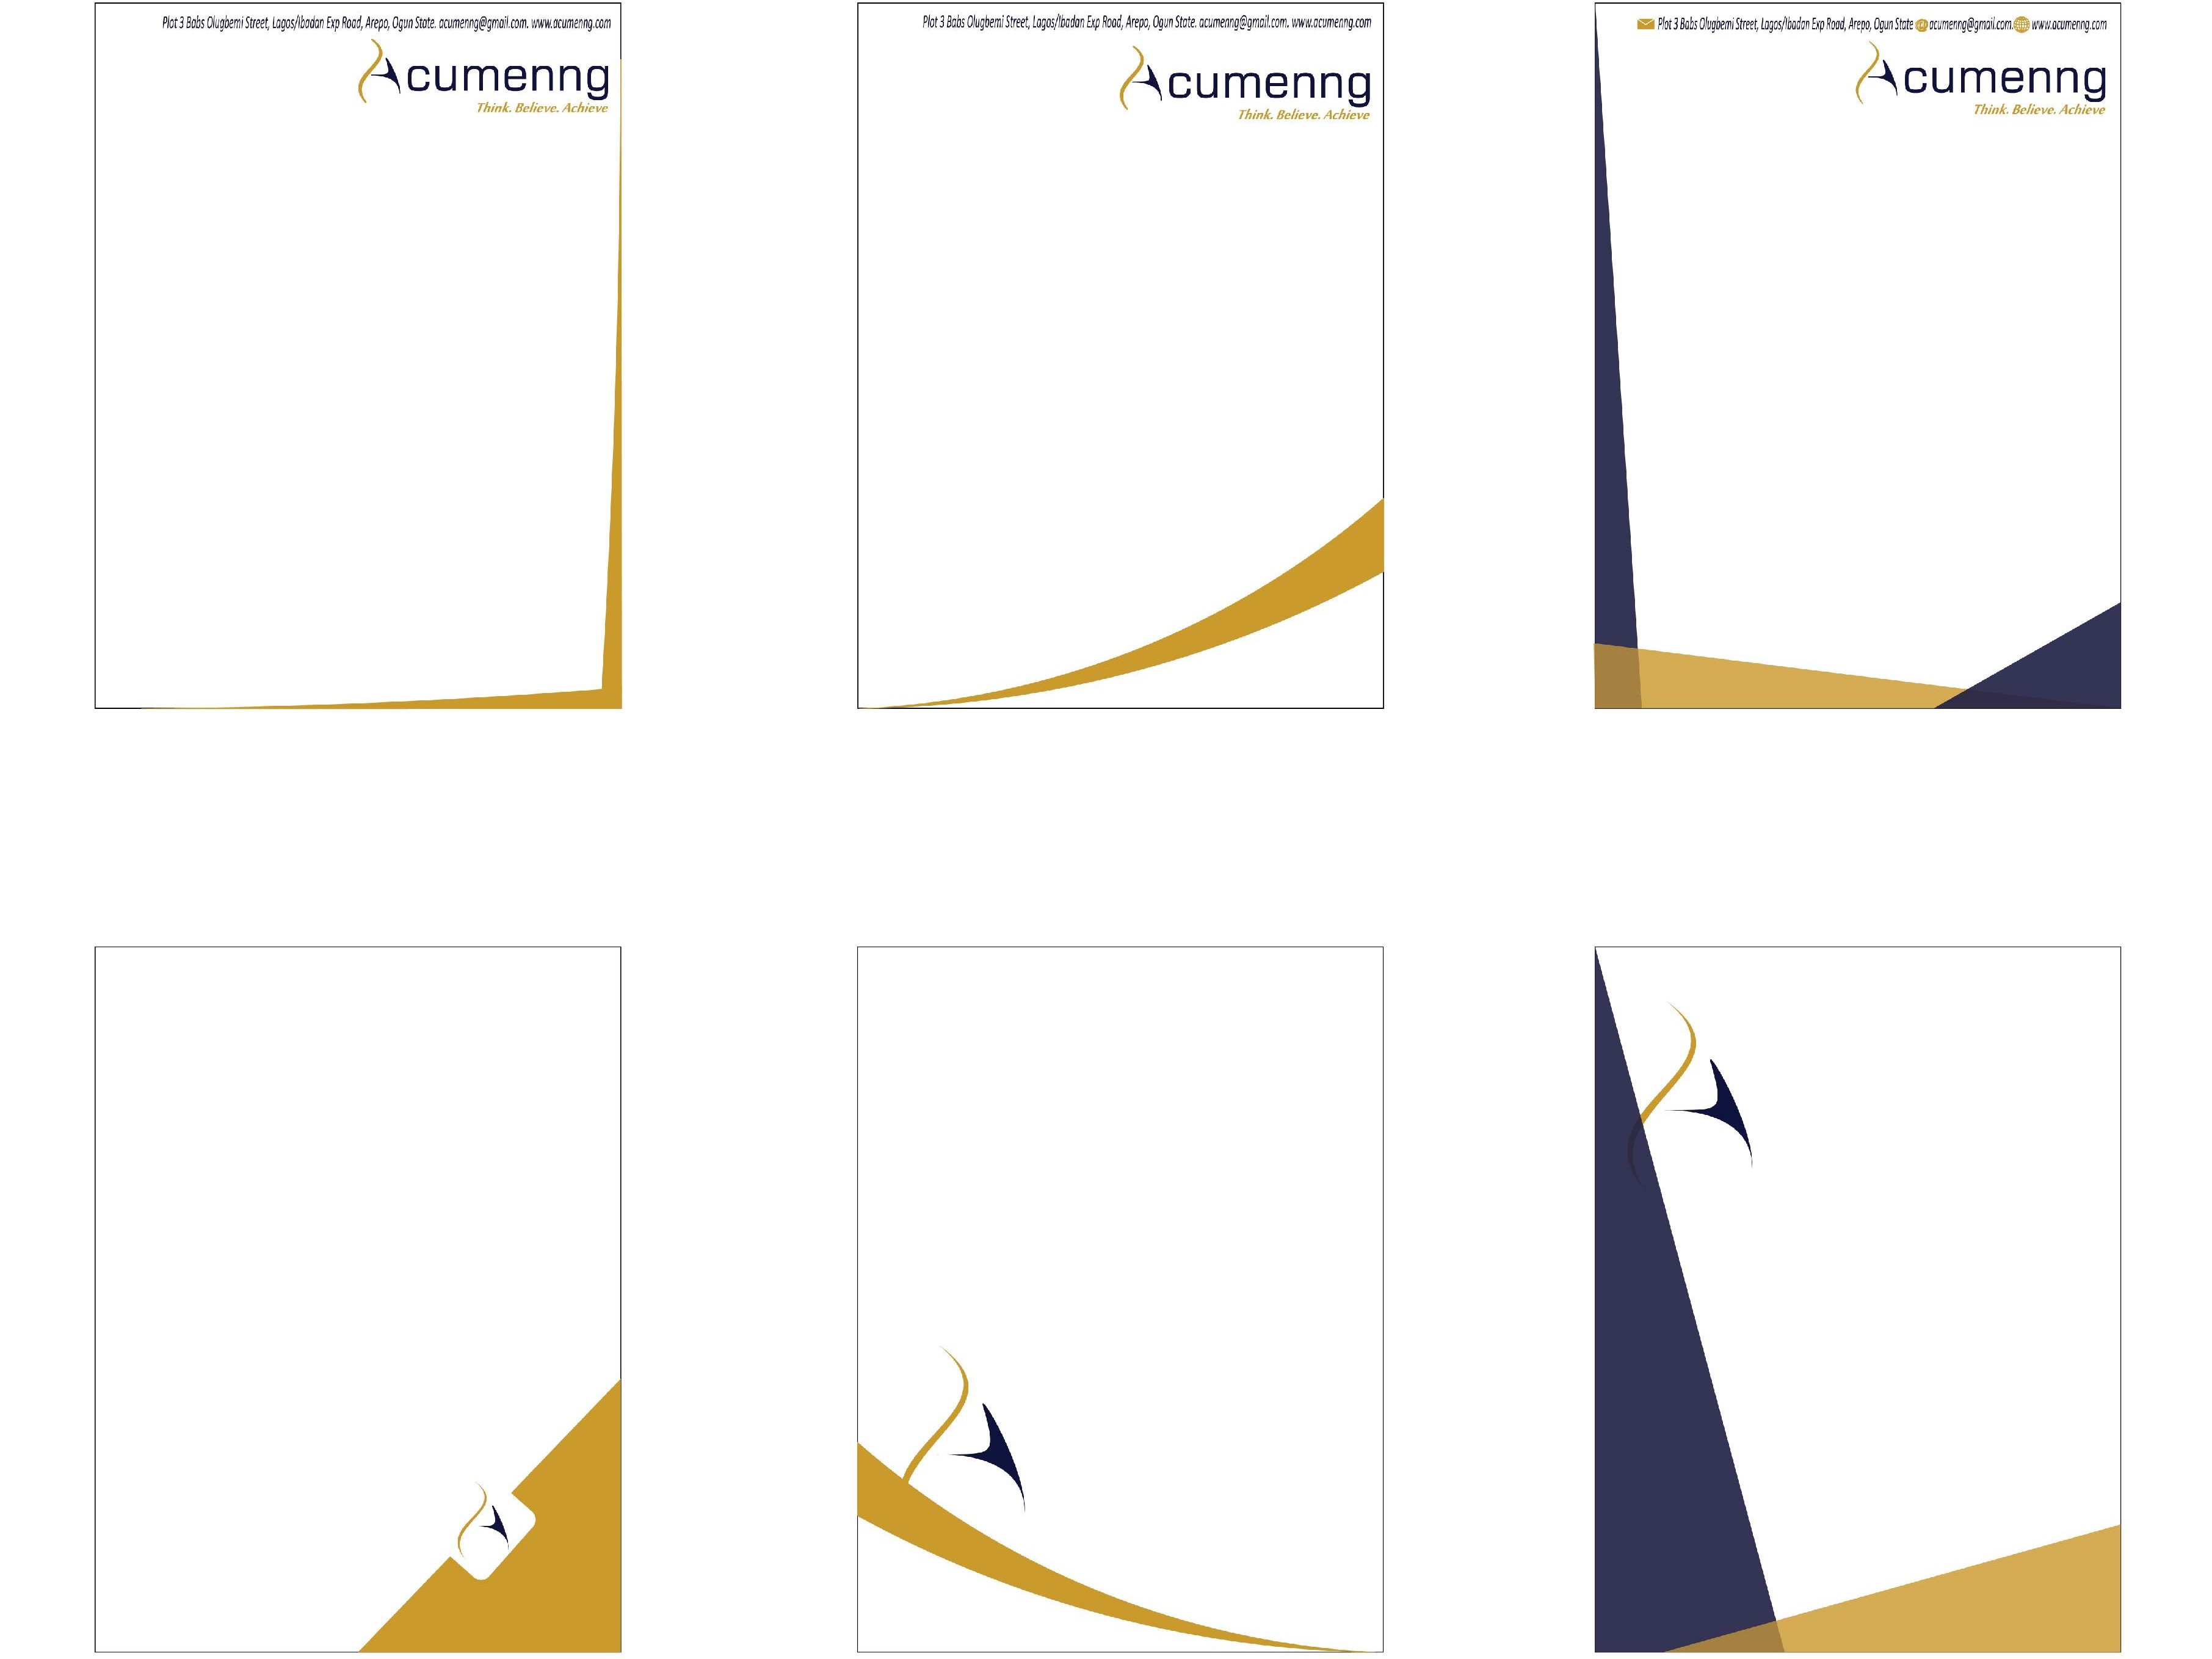 Plot 3 Babs Olugbemi Street, Lagos/Ibadan Exp Road, Arepo, Ogun State. acumenng@gmail.com. www.acumenng.com
Acumenng
Think. Believe. Achieve
Plot 3 Babs Olugbemi Street, Lagos/Ibadan Exp Road, Arepo, Ogun State. acumenng@gmail.com. www.acumenng.com
Acumenng
Think. Believe. Achieve
Plot 3 Babs Olugbemi Street, Lagos/Ibadan Exp Road, Arepo, Ogun State @ acumenng@gmail.com. www.acumenng.com
Acumenng
Think. Believe. Achieve